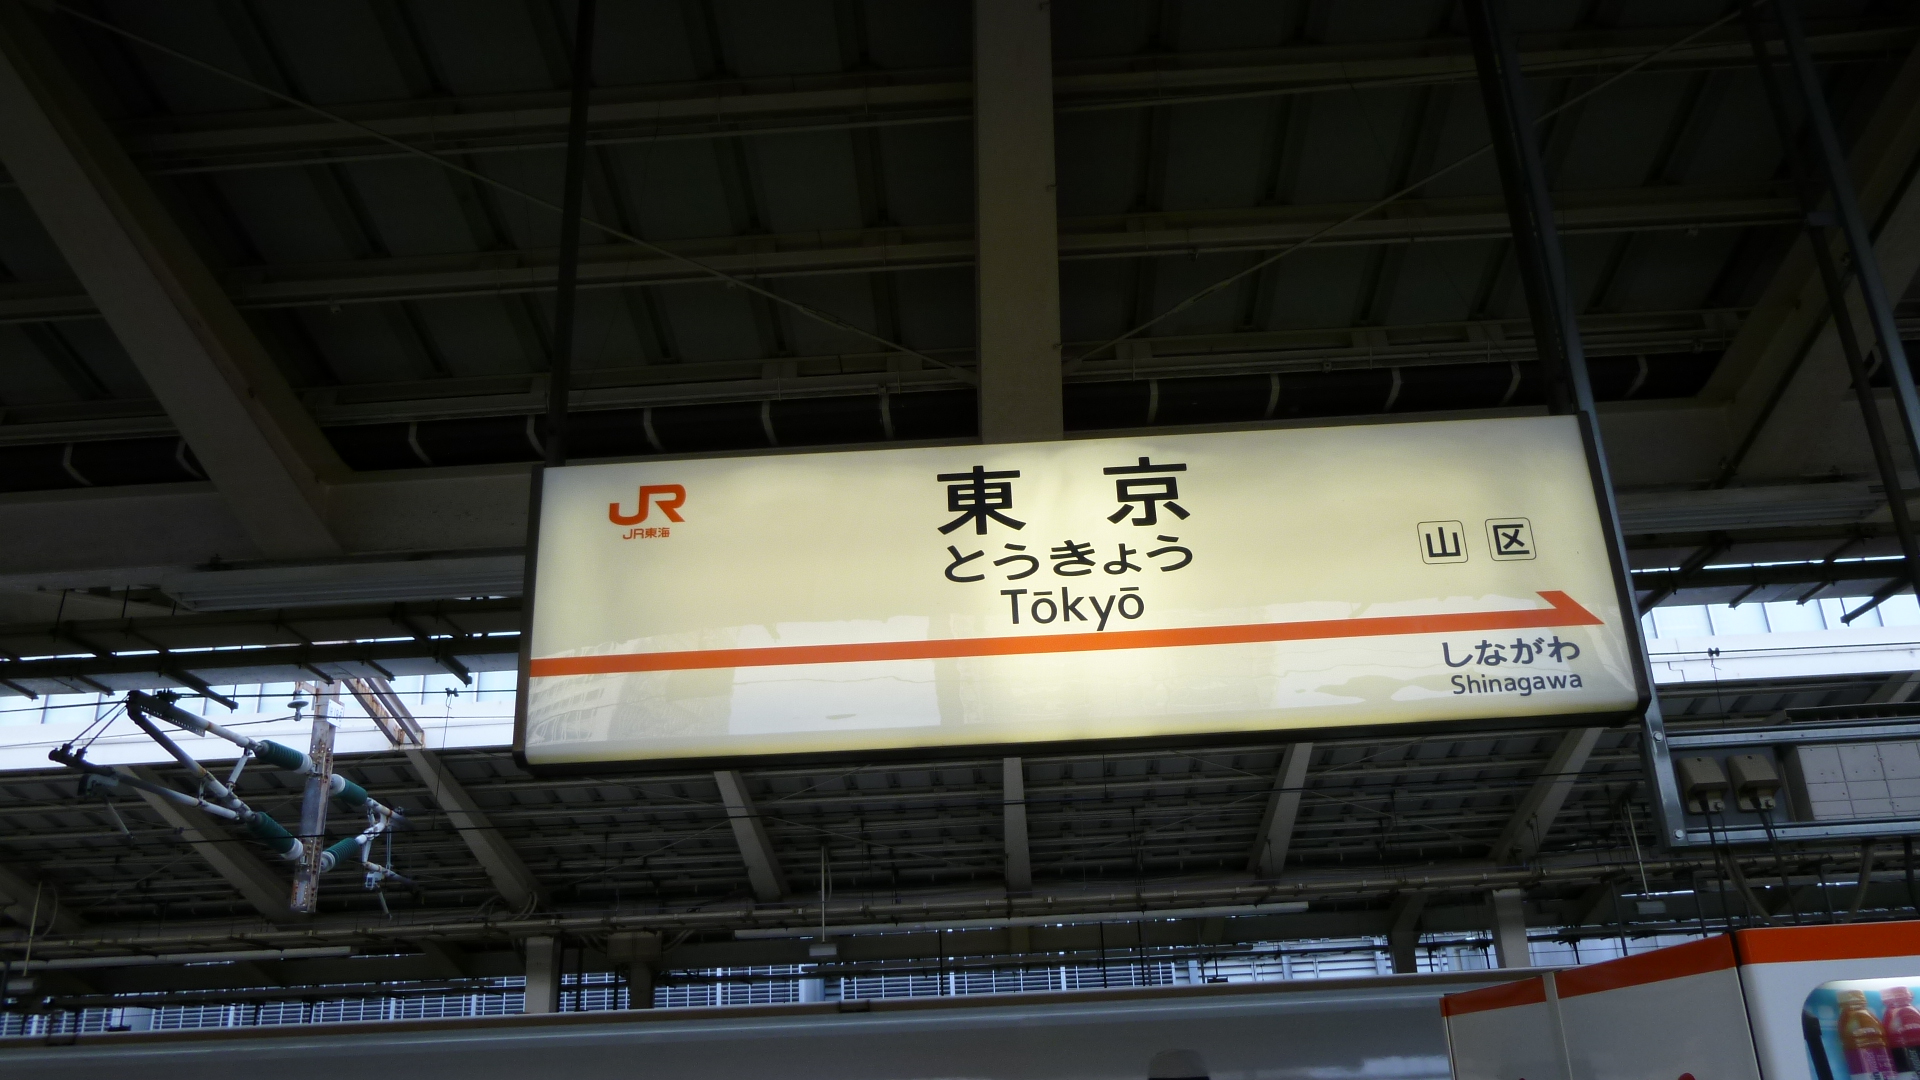 JR
JR東海
東京
とうきょう
Tōkyō
山 区
しながわ
Shinagawa